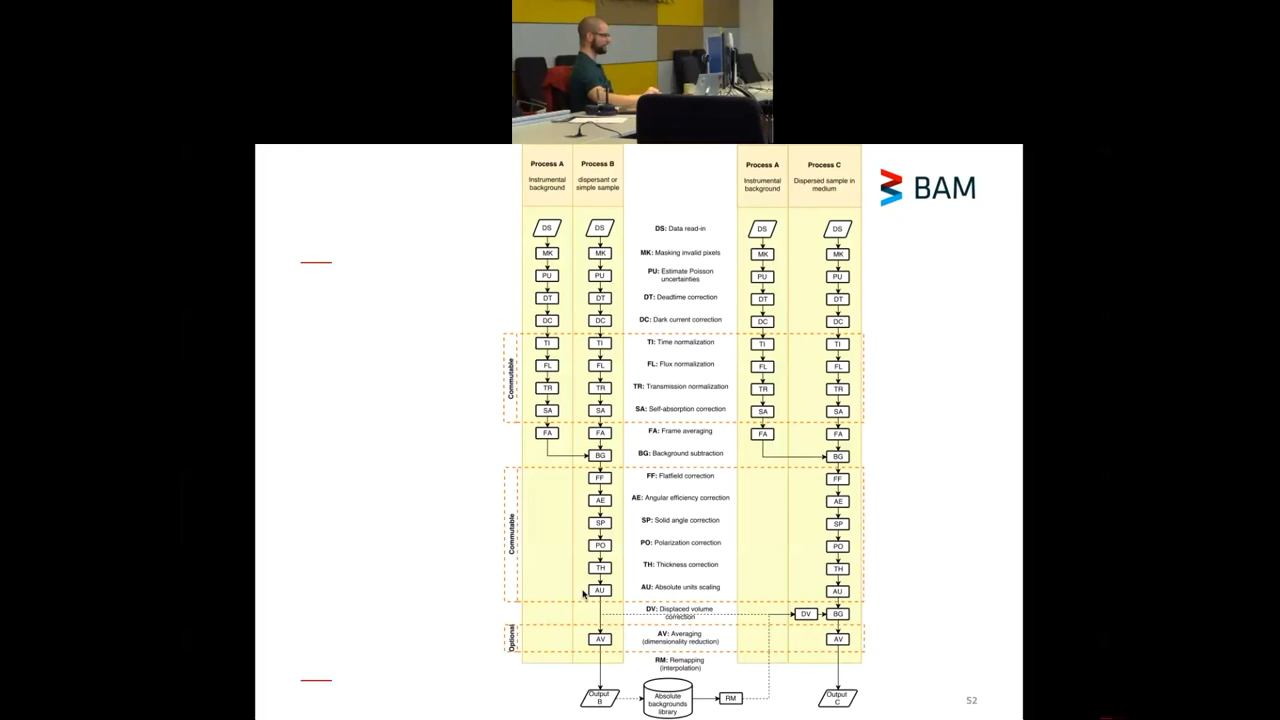 Process A
Instrumental
background
Process B
dispersant or
simple sample
Process A
Instrumental
background
Process C
Dispersed sample in
medium
BAM
DS DS DS: Data read-in DS DS
MK MK MK: Masking invalid pixels MK MK
PU PU PU: Estimate Poisson
uncertainties PU PU
DT DT DT: Deadtime correction DT DT
DC DC DC: Dark current correction DC DC
Commutable
TI TI TI: Time normalization TI TI
FL FL FL: Flux normalization FL FL
TR TR TR: Transmission normalization TR TR
SA SA SA: Self-absorption correction SA SA
FA FA FA: Frame averaging FA FA
BG BG: Background subtraction BG
Commutable
FF FF: Flatfield correction FF
AE AE: Angular efficiency correction AE
SP SP: Solid angle correction SP
PO PO: Polarization correction PO
TH TH: Thickness correction TH
AU AU: Absolute units scaling AU
DV: Displaced volume
correction DV BG
Optional
AV AV: Averaging
(dimensionality reduction) AV
RM: Remapping
(interpolation)
Output
B
Absolute
backgrounds
library
RM
Output
C
52